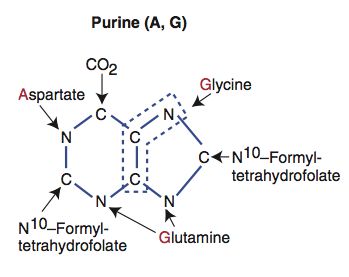 Purine (A, G)
CO2
Glycine
Aspartate
C
N
N
C
C
N10–Formyl-
tetrahydrofolate
C
C
N
N
N10–Formyl-
tetrahydrofolate
Glutamine